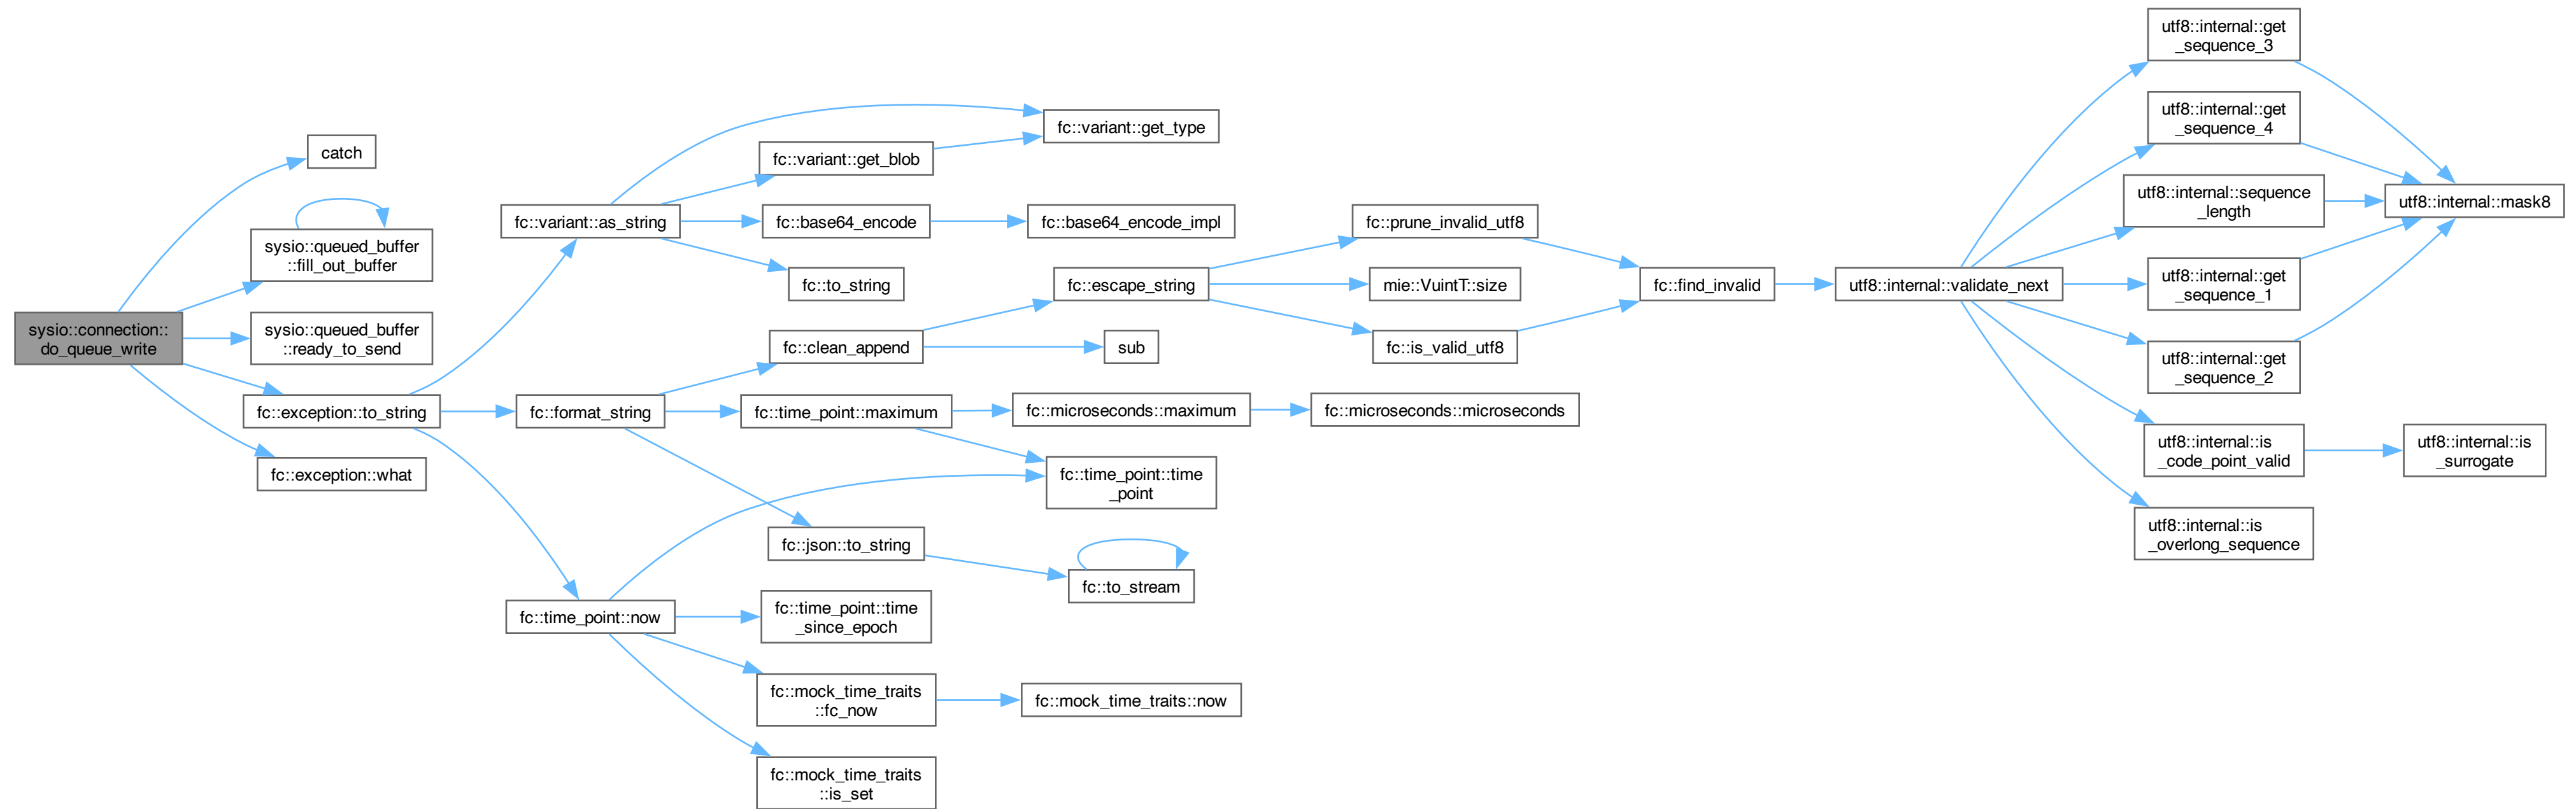 sysio::connection::
do_queue_write
catch
sysio::queued_buffer
::fill_out_buffer
sysio::queued_buffer
::ready_to_send
fc::exception::to_string
fc::exception::what
fc::variant::as_string
fc::format_string
fc::time_point::now
fc::variant::get_type
fc::variant::get_blob
fc::base64_encode
fc::base64_encode_impl
fc::to_string
fc::clean_append
fc::time_point::maximum
fc::json::to_string
fc::time_point::time
_since_epoch
fc::mock_time_traits
::fc_now
fc::mock_time_traits
::is_set
fc::escape_string
sub
fc::microseconds::maximum
fc::microseconds::microseconds
fc::time_point::time
_point
fc::to_stream
fc::mock_time_traits::now
fc::prune_invalid_utf8
mie::VuintT::size
fc::is_valid_utf8
fc::find_invalid
utf8::internal::validate_next
utf8::internal::get
_sequence_3
utf8::internal::get
_sequence_4
utf8::internal::sequence
_length
utf8::internal::get
_sequence_1
utf8::internal::get
_sequence_2
utf8::internal::is
_code_point_valid
utf8::internal::is
_overlong_sequence
utf8::internal::mask8
utf8::internal::is
_surrogate